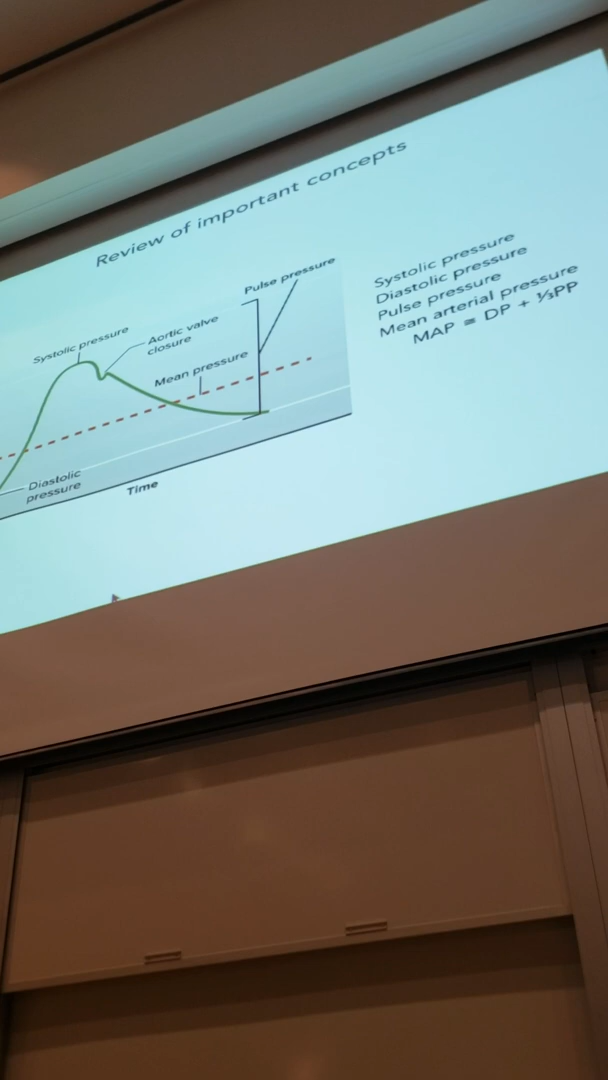 Review of important concepts
Pulse pressure
Systolic pressure
Aortic valve
closure
Mean pressure
Diastolic
pressure
Time
Systolic pressure
Diastolic pressure
Pulse pressure
Mean arterial pressure
MAP = DP + ⅓PP